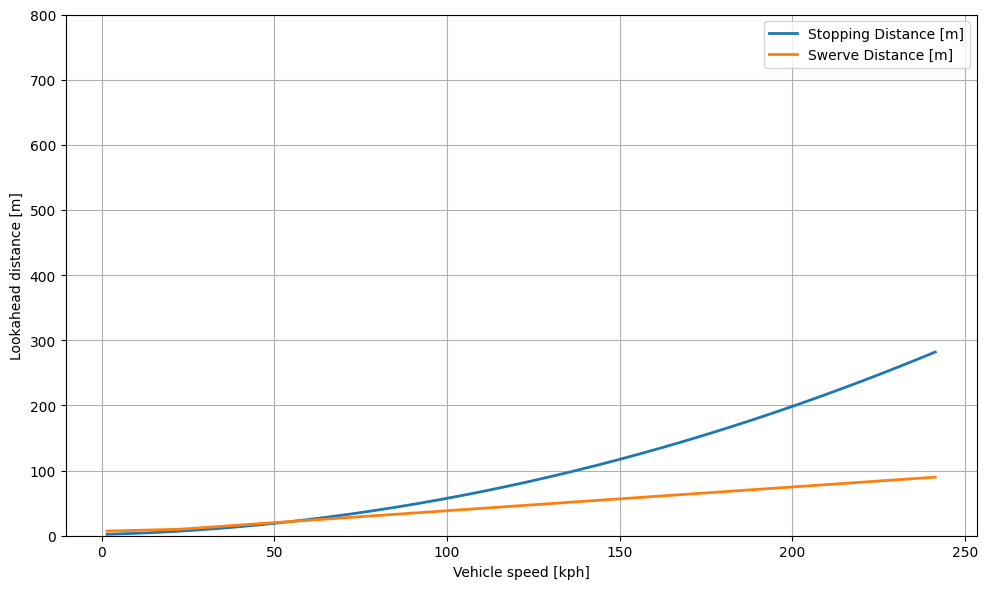 800
700
600
500
400
300
200
100
0
Lookahead distance [m]
Stopping Distance [m]
Swerve Distance [m]
0 50 100 150 200 250
Vehicle speed [kph]